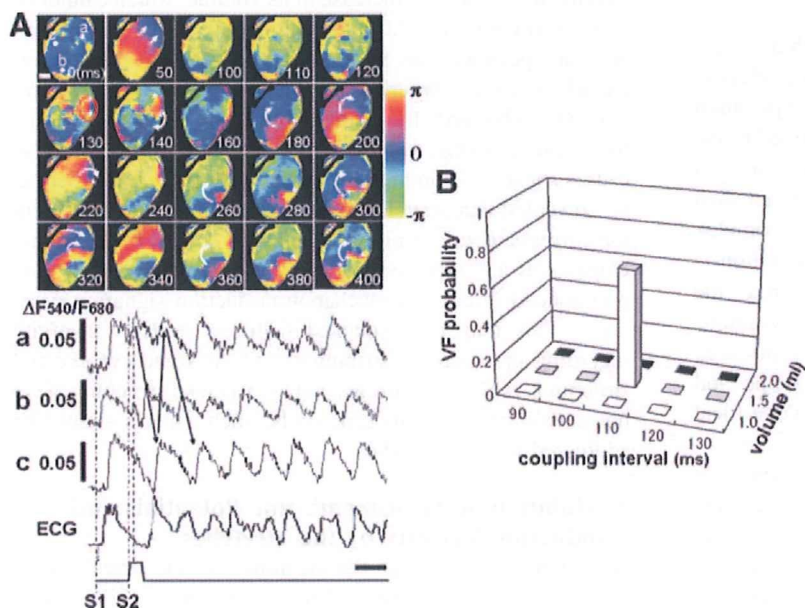 A
a
c
b
0(ms) 50 100 110 120
130 140 160 180 200
220 240 260 280 300
320 340 360 380 400
π
0
-π
ΔF540/F680
a 0.05
b 0.05
c 0.05
ECG
S1 S2
B
VF probability
1
0.8
0.6
0.4
0.2
0
90 100 110 120 130
coupling interval (ms)
2.0
1.5
1.0
volume (ml)